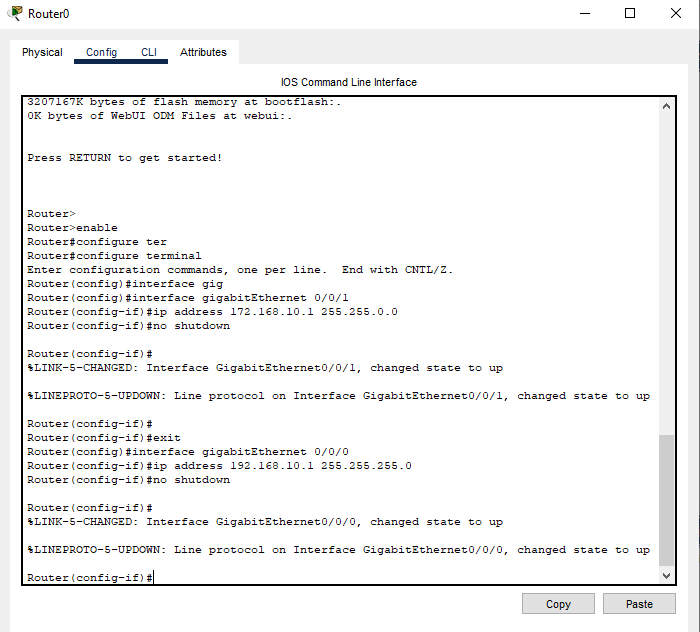 Router0
Physical Config CLI Attributes
IOS Command Line Interface
3207167K bytes of flash memory at bootflash:.
0K bytes of WebUI ODM Files at webui:.
Press RETURN to get started!
Router>
Router>enable
Router#configure ter
Router#configure terminal
Enter configuration commands, one per line.  End with CNTL/Z.
Router(config)#interface gig
Router(config)#interface gigabitEthernet 0/0/1
Router(config-if)#ip address 172.168.10.1 255.255.0.0
Router(config-if)#no shutdown
Router(config-if)#
%LINK-5-CHANGED: Interface GigabitEthernet0/0/1, changed state to up
%LINEPROTO-5-UPDOWN: Line protocol on Interface GigabitEthernet0/0/1, changed state to up
Router(config-if)#
Router(config-if)#exit
Router(config)#interface gigabitEthernet 0/0/0
Router(config-if)#ip address 192.168.10.1 255.255.255.0
Router(config-if)#no shutdown
Router(config-if)#
%LINK-5-CHANGED: Interface GigabitEthernet0/0/0, changed state to up
%LINEPROTO-5-UPDOWN: Line protocol on Interface GigabitEthernet0/0/0, changed state to up
Router(config-if)#
Copy Paste